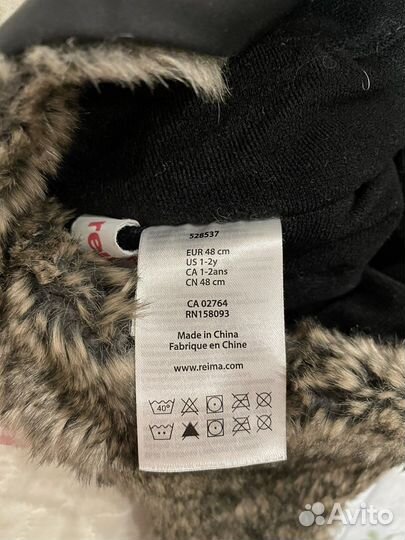 rei
528537
EUR 48 cm
US 1-2y
CA 1-2ans
CN 48 cm
CA 02764
RN158093
Made in China
Fabrique en Chine
www.reima.com
40°
Avito